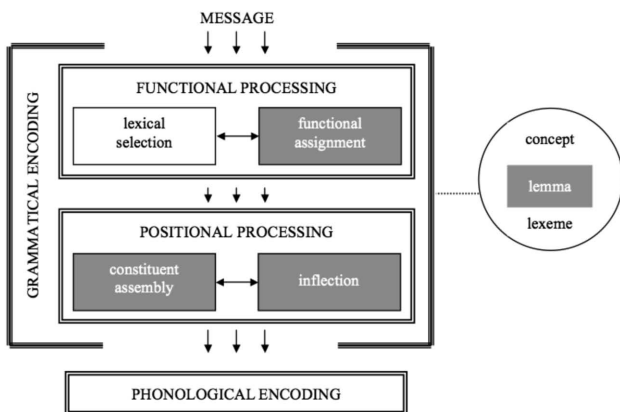 MESSAGE
GRAMMATICAL ENCODING
FUNCTIONAL PROCESSING
lexical
selection
functional
assignment
POSITIONAL PROCESSING
constituent
assembly
inflection
PHONOLOGICAL ENCODING
concept
lemma
lexeme